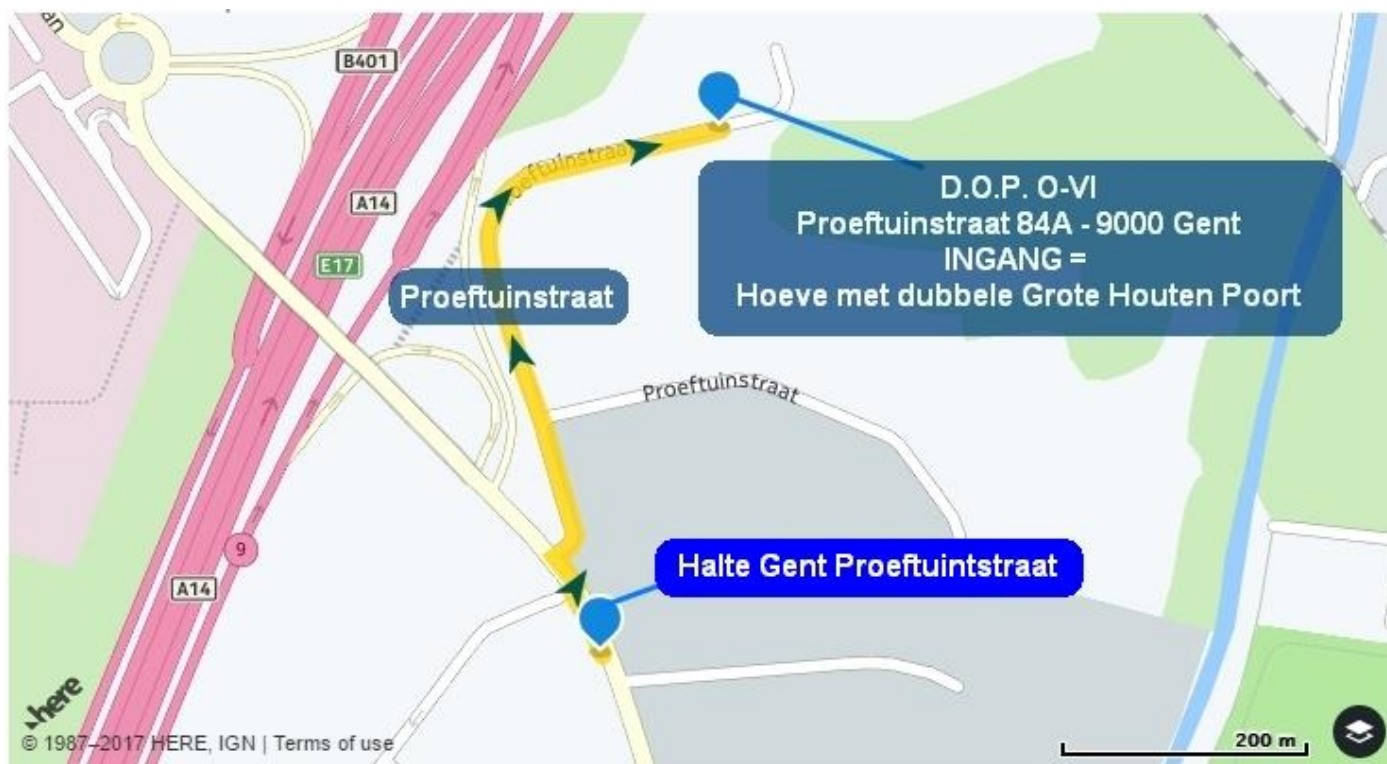 an
B401
A14
E17
Proeftuinstraat
D.O.P. O-VI
Proeftuinstraat 84A - 9000 Gent
INGANG =
Hoeve met dubbele Grote Houten Poort
Proeftuinstraat
Proeftuinstraat
Halte Gent Proeftuintstraat
9
A14
here
© 1987–2017 HERE, IGN | Terms of use
200 m